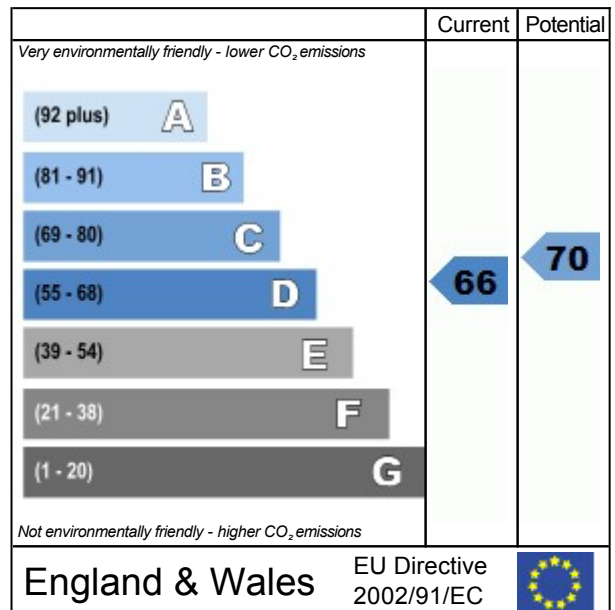 Current Potential
Very environmentally friendly - lower CO₂ emissions
(92 plus) A
(81 - 91) B
(69 - 80) C
(55 - 68) D
(39 - 54) E
(21 - 38) F
(1 - 20) G
66
70
Not environmentally friendly - higher CO₂ emissions
England & Wales
EU Directive
2002/91/EC